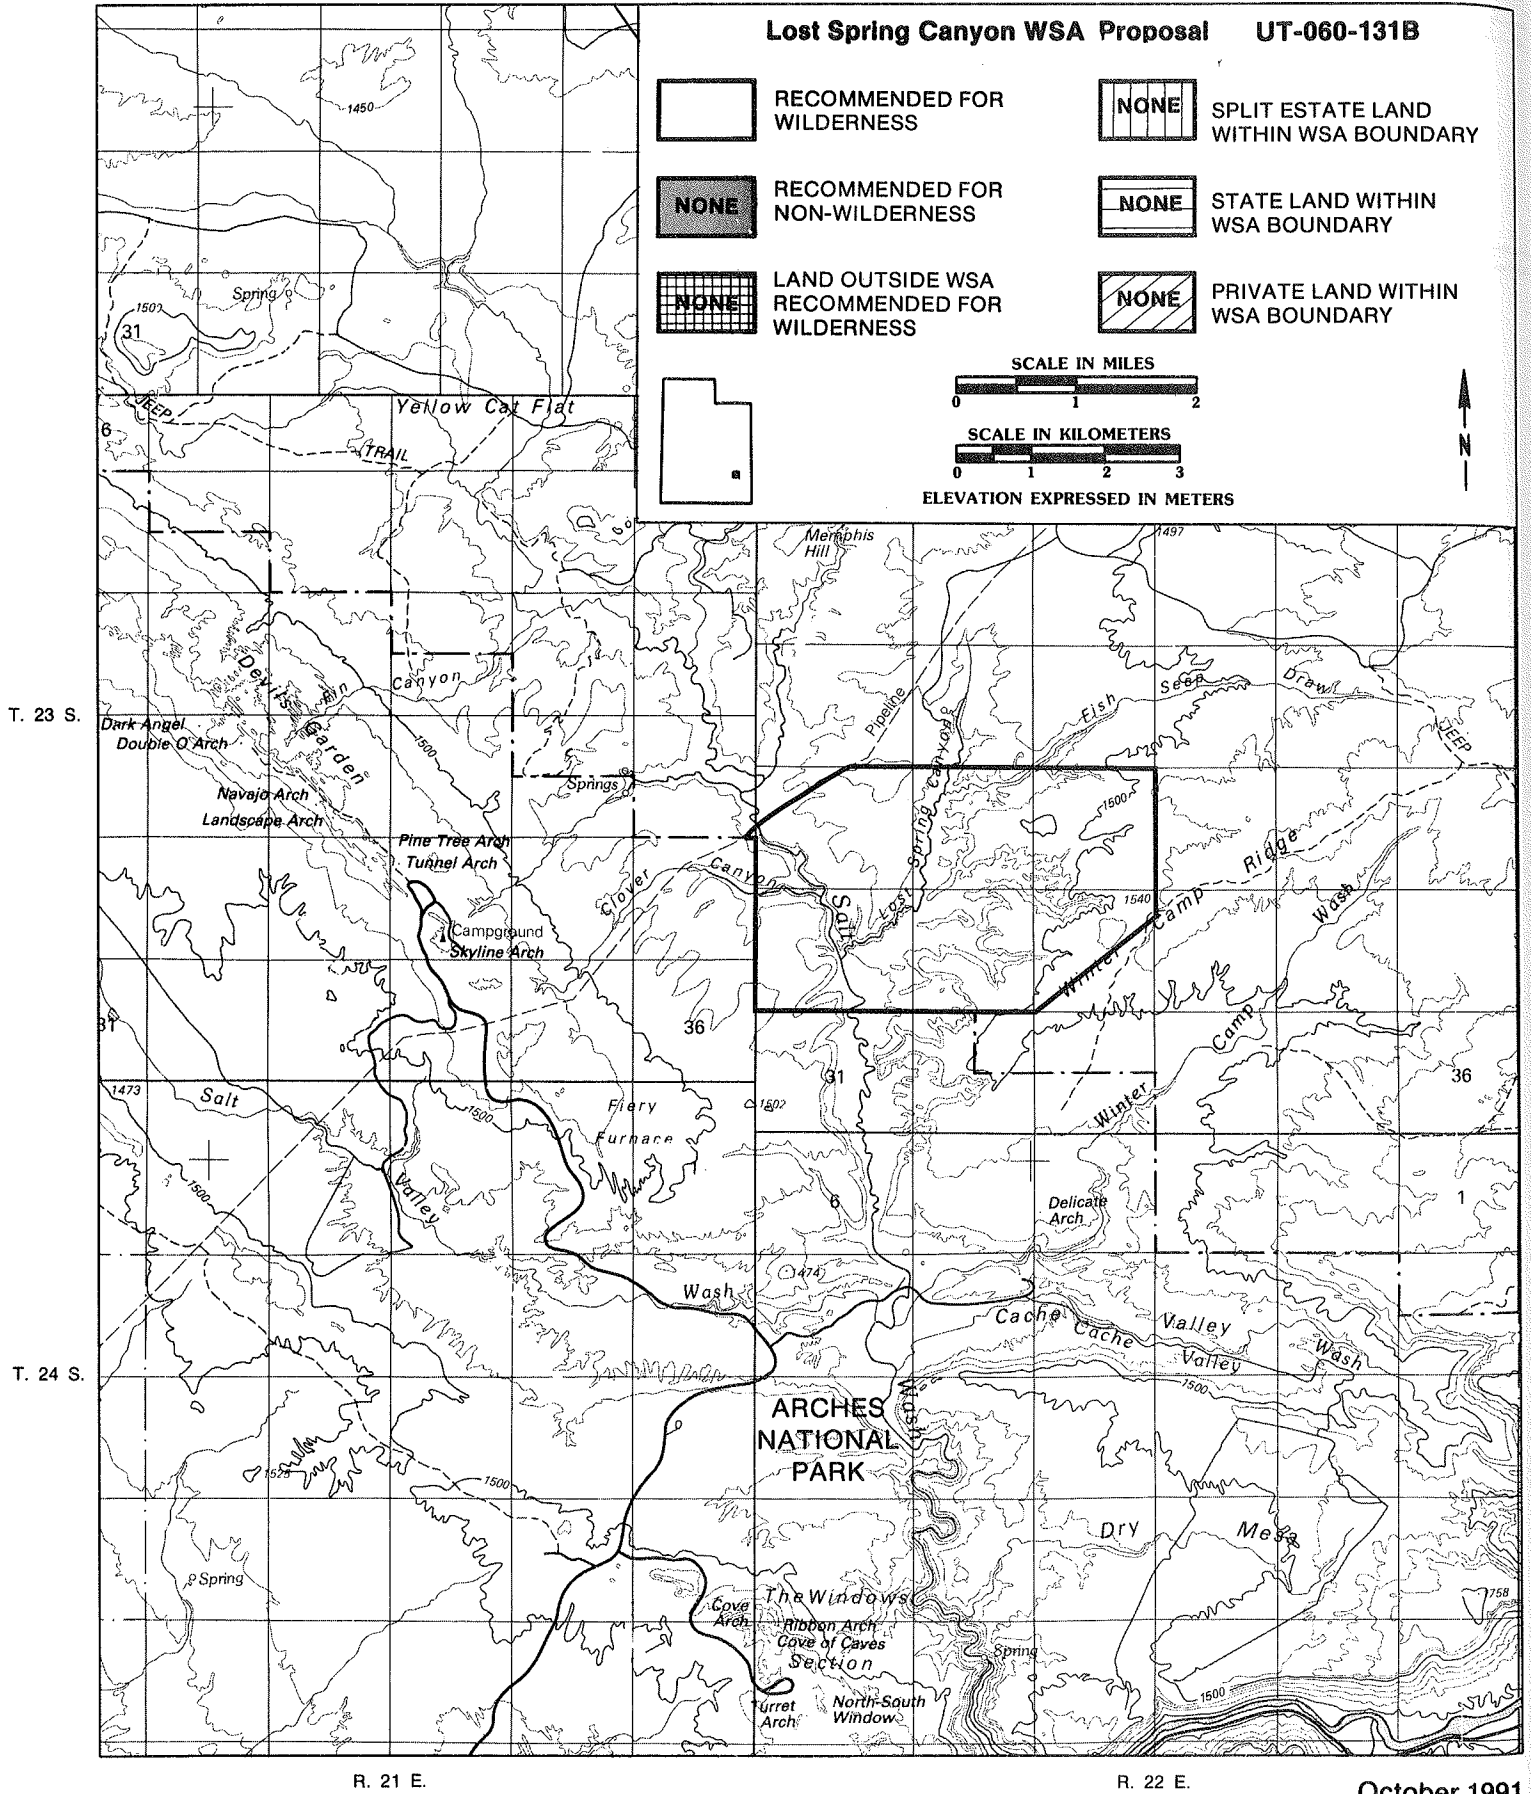 Lost Spring Canyon WSA Proposal UT-060-131B
RECOMMENDED FOR
WILDERNESS
NONE
SPLIT ESTATE LAND
WITHIN WSA BOUNDARY
NONE
RECOMMENDED FOR
NON-WILDERNESS
NONE
STATE LAND WITHIN
WSA BOUNDARY
NONE
LAND OUTSIDE WSA
RECOMMENDED FOR
WILDERNESS
NONE
PRIVATE LAND WITHIN
WSA BOUNDARY
SCALE IN MILES
0 1 2
SCALE IN KILOMETERS
0 1 2 3
ELEVATION EXPRESSED IN METERS
N
1450
Spring
1500
31
JEEP
Yellow Cat Flat
6
TRAIL
Memphis
Hill
1497
Devils
Garden
Fin
Canyon
Pipeline
Fish
Seep
Draw
T. 23 S.
Dark Angel
Double O Arch
1500
JEEP
Springs
Navajo Arch
Landscape Arch
Pine Tree Arch
Tunnel Arch
1500
Lost Spring Canyon
Clover
Canyon
Salt
1540
Winter Camp Ridge
Wash
Campground
Skyline Arch
31
36
Camp
Winter
31
36
1473
Salt
1500
Fiery
Furnace
1502
1500
Valley
6
Delicate
Arch
1
1474
Wash
Cache
Valley
Cache
Valley
Wash
T. 24 S.
1500
ARCHES
NATIONAL
PARK
Wash
1525
1500
Dry
Mesa
Spring
Cove
Arch
The Windows
Ribbon Arch
Cove of Caves
Section
Spring
758
1500
Turret
Arch
North-South
Window
R. 21 E.
R. 22 E.
October 1991